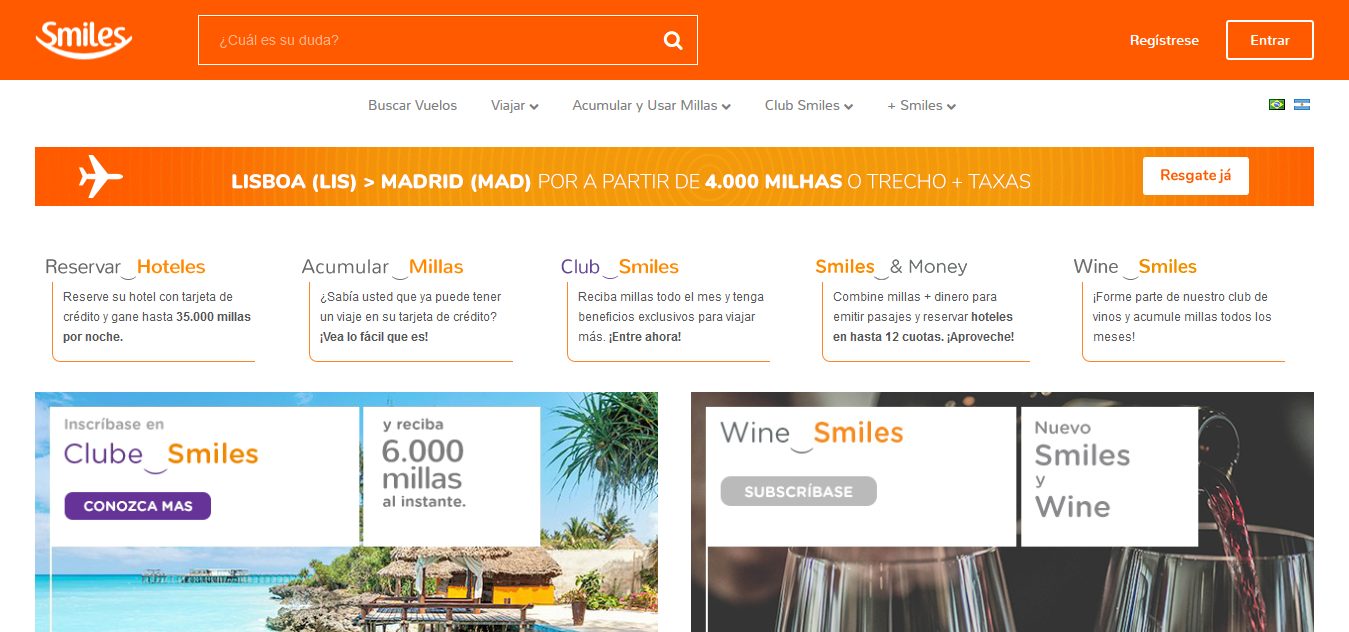 Smiles
¿Cuál es su duda?
Regístrese
Entrar
Buscar Vuelos
Viajar
Acumular y Usar Millas
Club Smiles
+ Smiles
LISBOA (LIS) > MADRID (MAD) POR A PARTIR DE 4.000 MILHAS O TRECHO + TAXAS
Resgate já
Reservar Hoteles
Reserve su hotel con tarjeta de
crédito y gane hasta 35.000 millas
por noche.
Acumular Millas
¿Sabía usted que ya puede tener
un viaje en su tarjeta de crédito?
¡Vea lo fácil que es!
Club Smiles
Reciba millas todo el mes y tenga
beneficios exclusivos para viajar
más. ¡Entre ahora!
Smiles & Money
Combine millas + dinero para
emitir pasajes y reservar hoteles
en hasta 12 cuotas. ¡Aproveche!
Wine Smiles
¡Forme parte de nuestro club de
vinos y acumule millas todos los
meses!
Inscríbase en
Clube Smiles
CONOZCA MAS
y reciba
6.000
millas
al instante.
Wine Smiles
SUBSCRÍBASE
Nuevo
Smiles
y
Wine